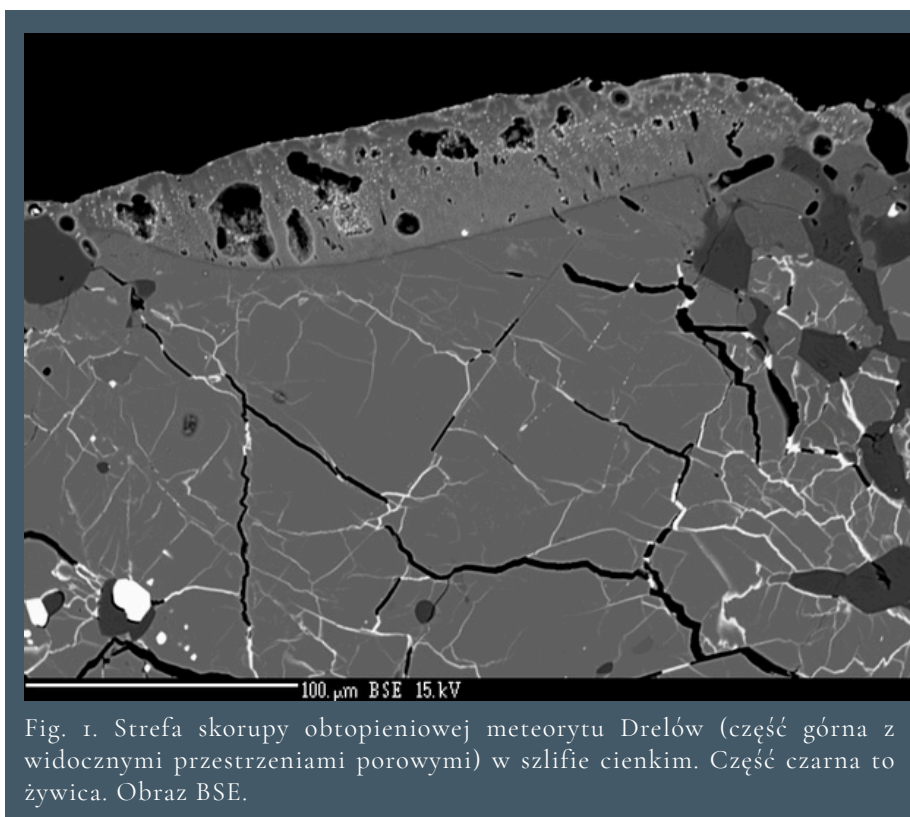 100.µm BSE 15.kV
Fig. 1. Strefa skorupy obtopieniowej meteorytu Drelów (część górna z
widocznymi przestrzeniami porowymi) w szlifie cienkim. Część czarna to
żywica. Obraz BSE.